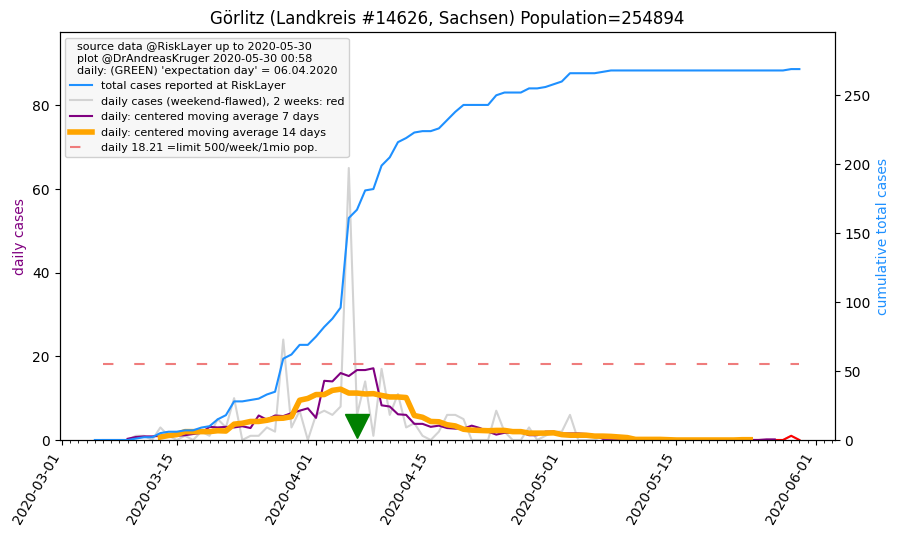 Görlitz (Landkreis #14626, Sachsen) Population=254894
source data @RiskLayer up to 2020-05-30
plot @DrAndreasKruger 2020-05-30 00:58
daily: (GREEN) 'expectation day' = 06.04.2020
total cases reported at RiskLayer
daily cases (weekend-flawed), 2 weeks: red
daily: centered moving average 7 days
daily: centered moving average 14 days
daily 18.21 =limit 500/week/1mio pop.
daily cases
80
60
40
20
0
cumulative total cases
250
200
150
100
50
0
2020-03-01
2020-03-15
2020-04-01
2020-04-15
2020-05-01
2020-05-15
2020-06-01